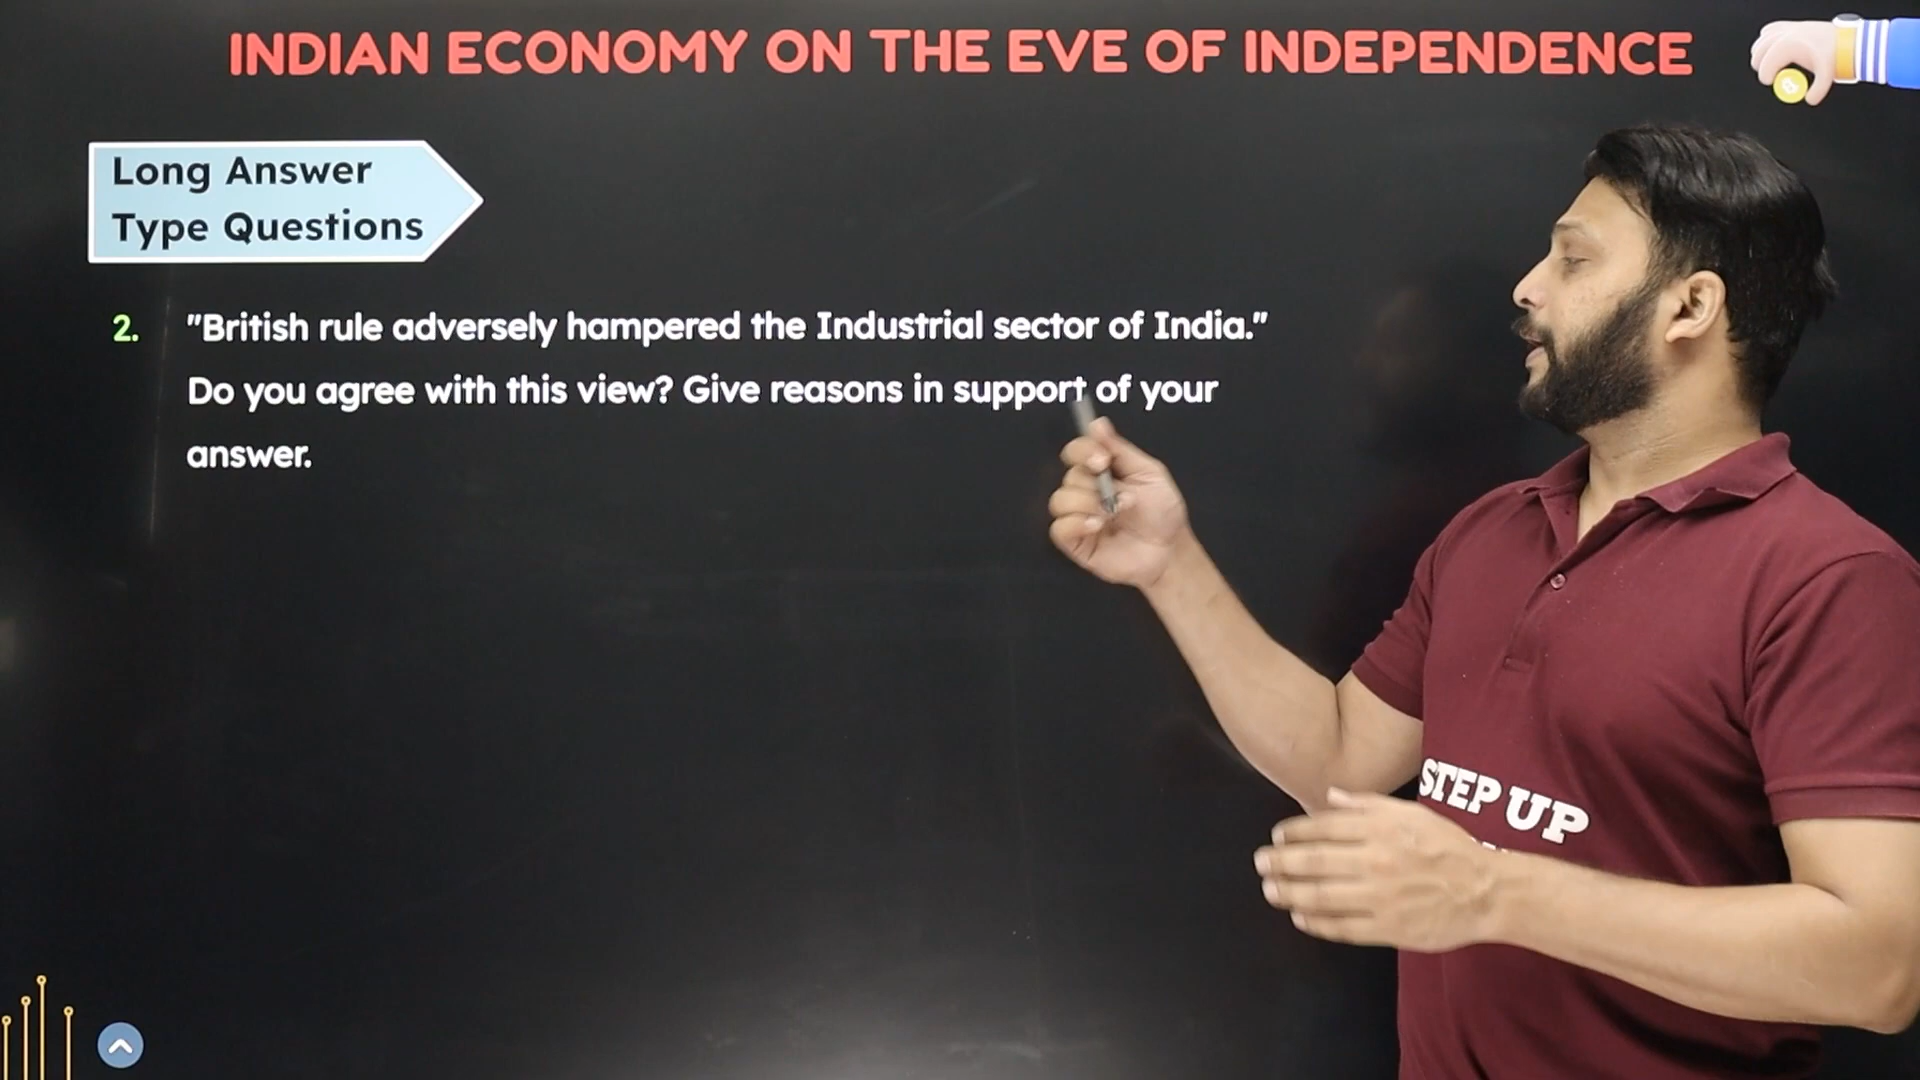 INDIAN ECONOMY ON THE EVE OF INDEPENDENCE
Long Answer
Type Questions
2. "British rule adversely hampered the Industrial sector of India."
Do you agree with this view? Give reasons in support of your
answer.
STEP UP